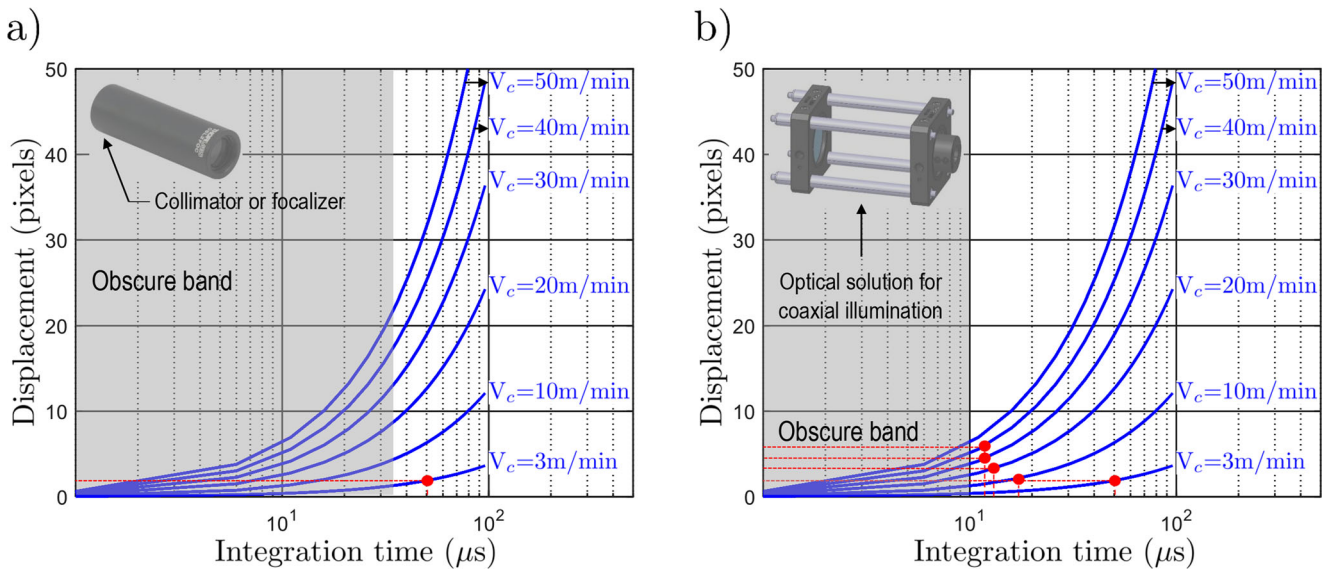 a)
50
40
30
20
10
0
Displacement (pixels)
Collimator or focalizer
Obscure band
V_c=50m/min
V_c=40m/min
V_c=30m/min
V_c=20m/min
V_c=10m/min
V_c=3m/min
10^1
10^2
Integration time (μs)
b)
50
40
30
20
10
0
Displacement (pixels)
Optical solution for
coaxial illumination
Obscure band
V_c=50m/min
V_c=40m/min
V_c=30m/min
V_c=20m/min
V_c=10m/min
V_c=3m/min
10^1
10^2
Integration time (μs)